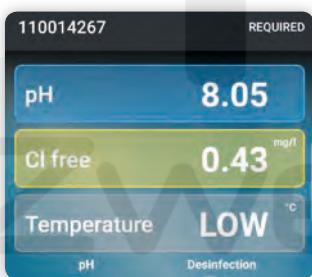 110014267 REQUIRED
pH 8.05
Cl free 0.43 mg/l
Temperature LOW °C
pH Desinfection